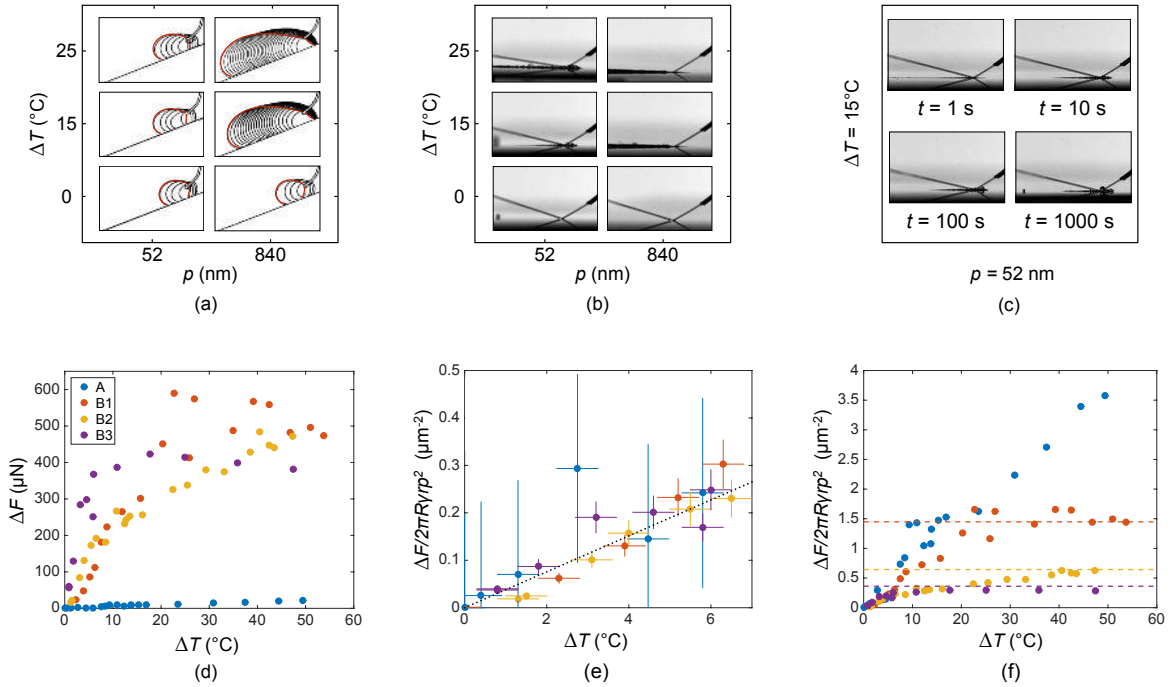 25
15
0
ΔT (°C)
52
840
p (nm)
(a)
25
15
0
ΔT (°C)
52
840
p (nm)
(b)
ΔT = 15°C
t = 1 s
t = 10 s
t = 100 s
t = 1000 s
p = 52 nm
(c)
600
500
400
300
200
100
0
ΔF (μN)
A
B1
B2
B3
0 10 20 30 40 50 60
ΔT (°C)
(d)
0.5
0.4
0.3
0.2
0.1
0
ΔF/2πRγrp² (μm⁻²)
0 2 4 6
ΔT (°C)
(e)
4
3.5
3
2.5
2
1.5
1
0.5
0
ΔF/2πRγrp² (μm⁻²)
0 10 20 30 40 50 60
ΔT (°C)
(f)